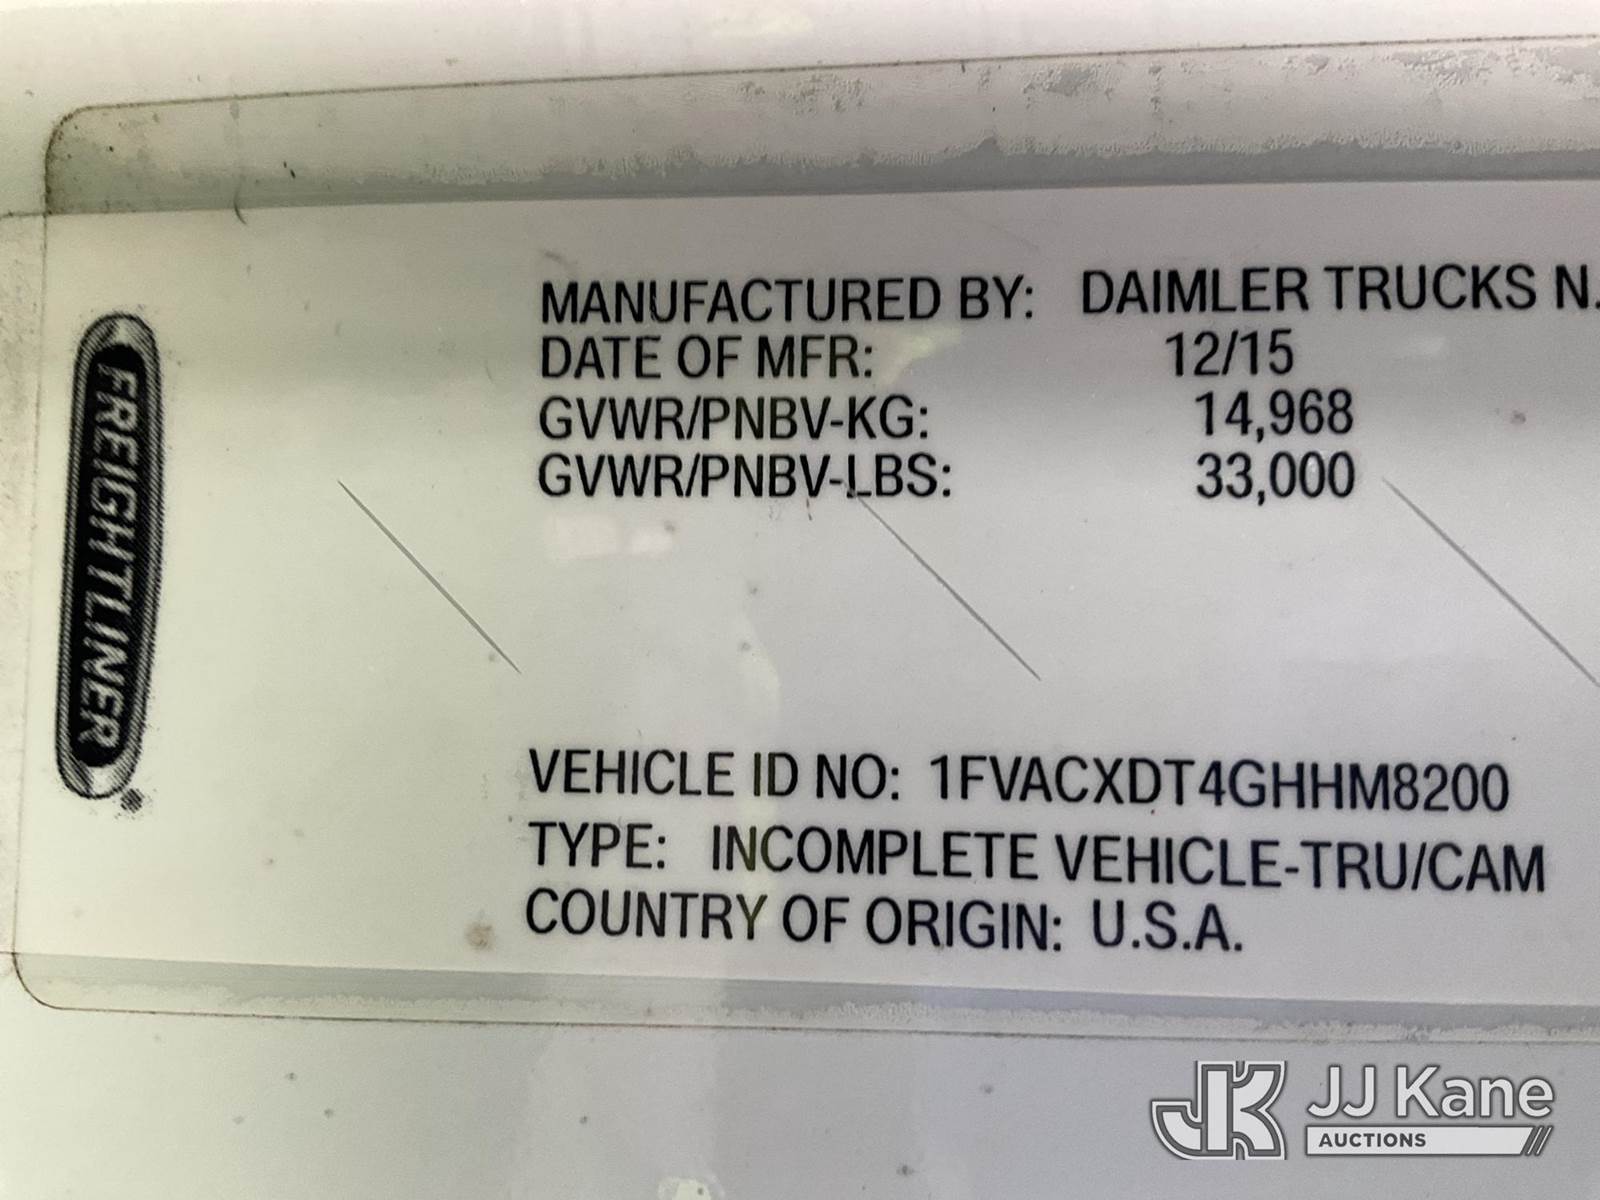 FREIGHTLINER
MANUFACTURED BY: DAIMLER TRUCKS N.
DATE OF MFR: 12/15
GVWR/PNBV-KG: 14,968
GVWR/PNBV-LBS: 33,000
VEHICLE ID NO: 1FVACXDT4GHHM8200
TYPE: INCOMPLETE VEHICLE-TRU/CAM
COUNTRY OF ORIGIN: U.S.A.
JK JJ Kane
AUCTIONS